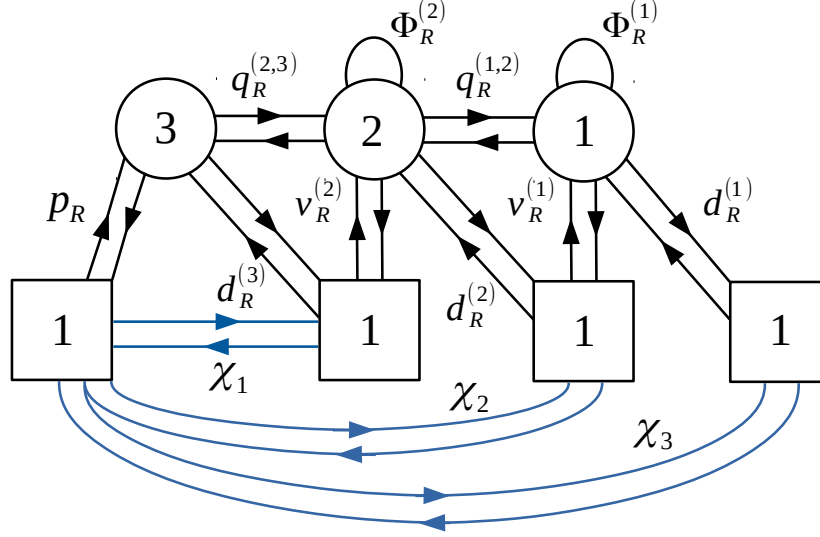 Φ_R^(2) Φ_R^(1)
q_R^(2,3) q_R^(1,2)
3 2 1
p_R v_R^(2) v_R^(1) d_R^(1)
d_R^(3) d_R^(2)
1 1 1 1
χ_1 χ_2 χ_3